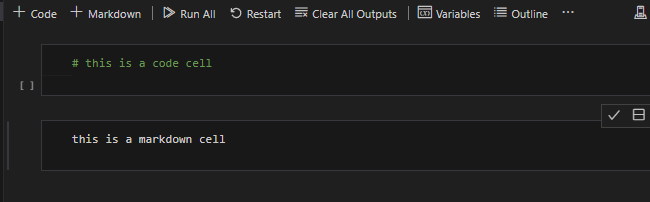 + Code + Markdown Run All Restart Clear All Outputs Variables Outline ...
# this is a code cell
[ ]
this is a markdown cell